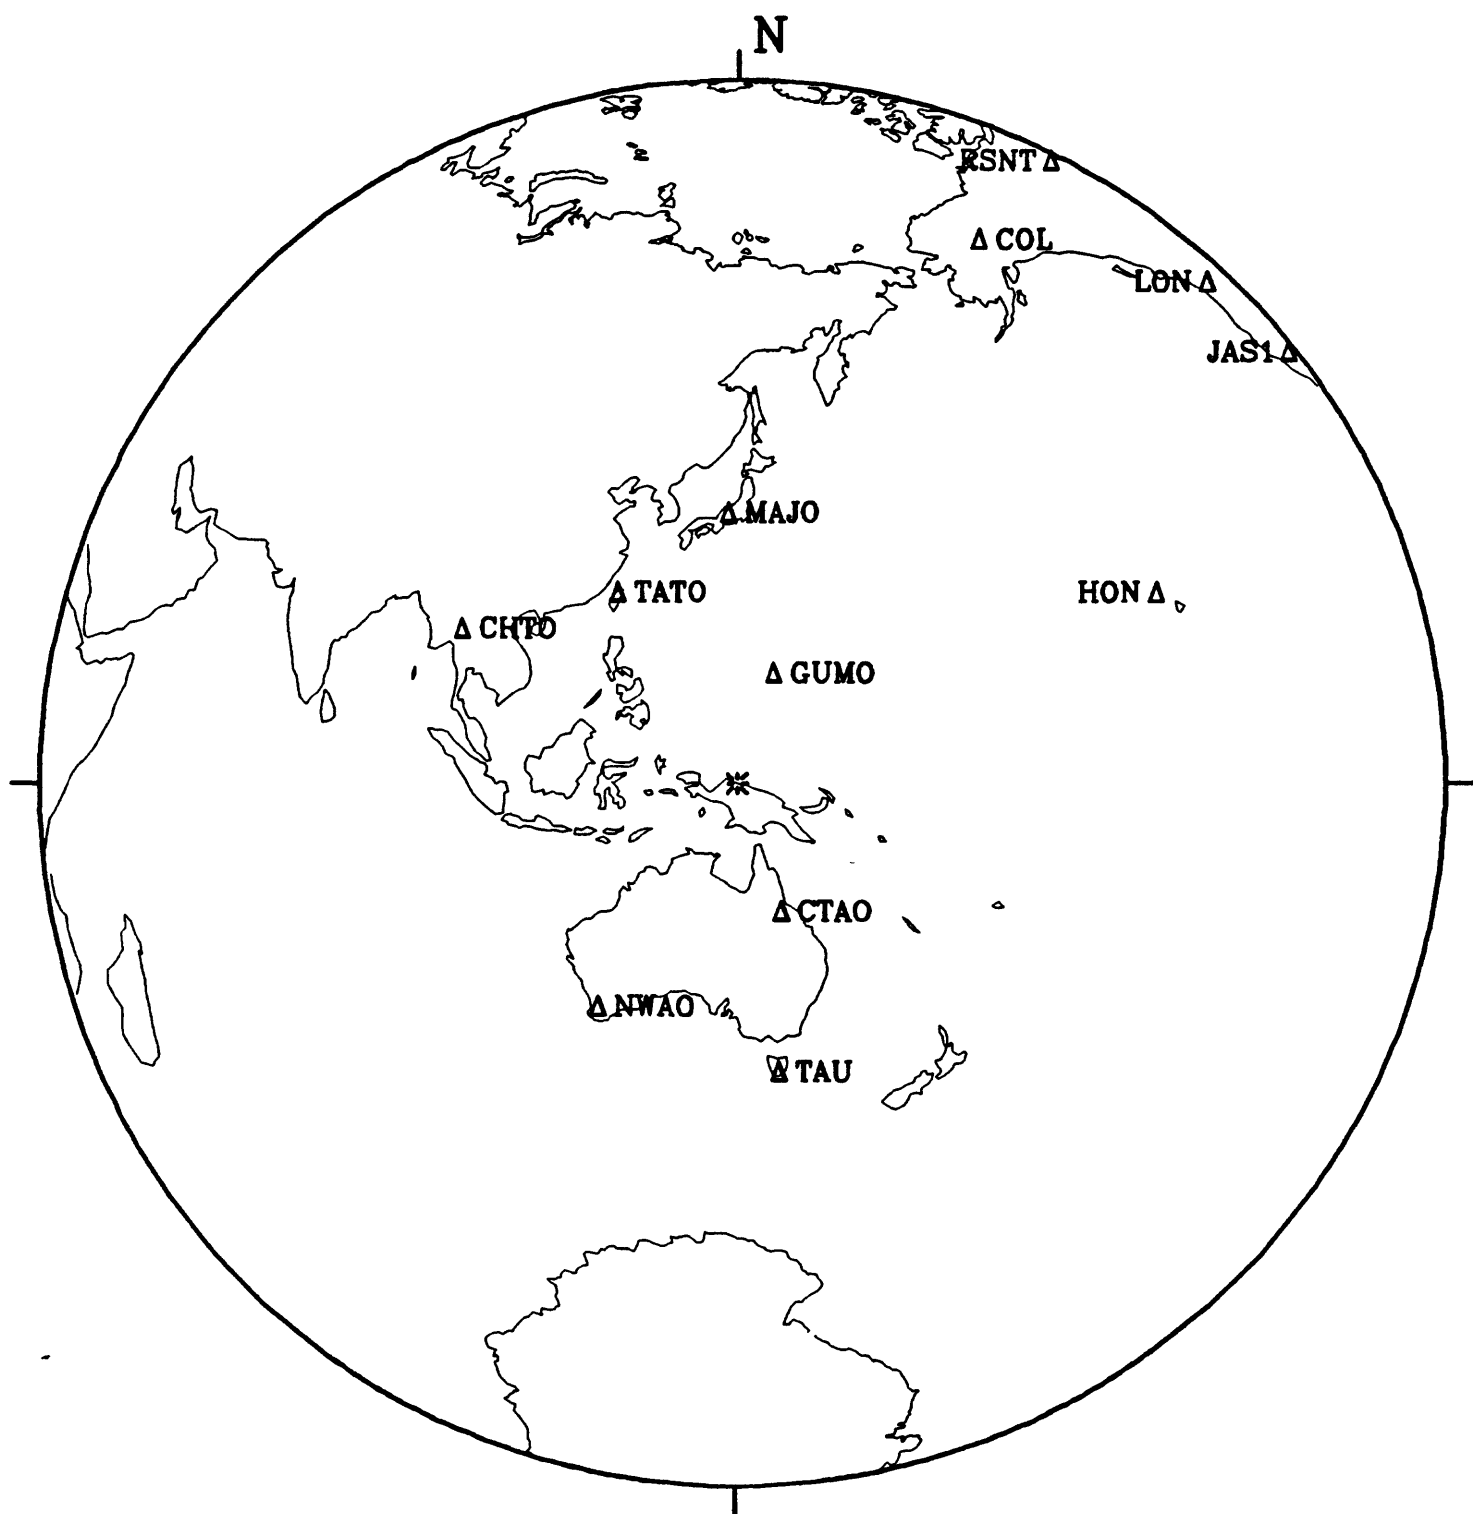 N
RSNT
COL
LON
JAS1
MAJO
TATO
HON
CHTO
GUMO
CTAO
NWAO
TAU